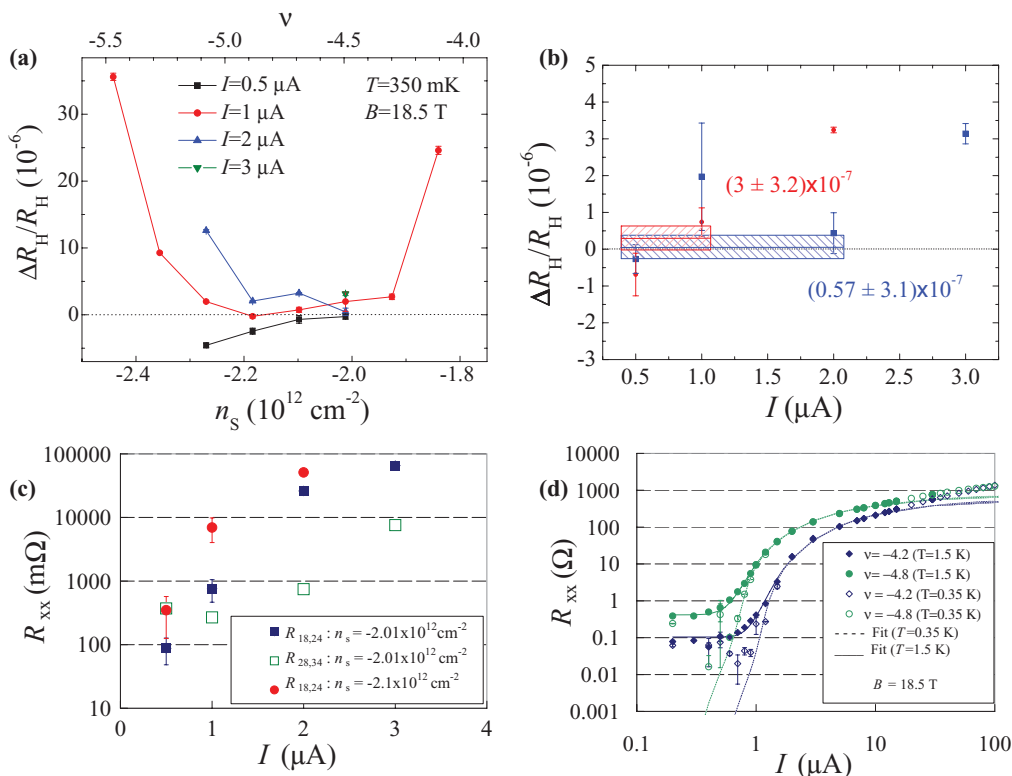 ν
-5.5 -5.0 -4.5 -4.0
(a)
I=0.5 μA
I=1 μA
I=2 μA
I=3 μA
T=350 mK
B=18.5 T
ΔR_H/R_H (10^-6)
30
20
10
0
-2.4 -2.2 -2.0 -1.8
n_S (10^12 cm^-2)
(b)
ΔR_H/R_H (10^-6)
6
5
4
3
2
1
0
-1
-2
-3
(3 ± 3.2)x10^-7
(0.57 ± 3.1)x10^-7
0.5 1.0 1.5 2.0 2.5 3.0
I (μA)
(c)
R_xx (mΩ)
100000
10000
1000
100
10
R_18,24 : n_s = -2.01x10^12 cm^-2
R_28,34 : n_s = -2.01x10^12 cm^-2
R_18,24 : n_s = -2.1x10^12 cm^-2
0 1 2 3 4
I (μA)
(d)
R_xx (Ω)
10000
1000
100
10
1
0.1
0.01
0.001
ν= −4.2 (T=1.5 K)
ν= −4.8 (T=1.5 K)
ν= −4.2 (T=0.35 K)
ν= −4.8 (T=0.35 K)
Fit (T=0.35 K)
Fit (T=1.5 K)
B = 18.5 T
0.1 1 10 100
I (μA)